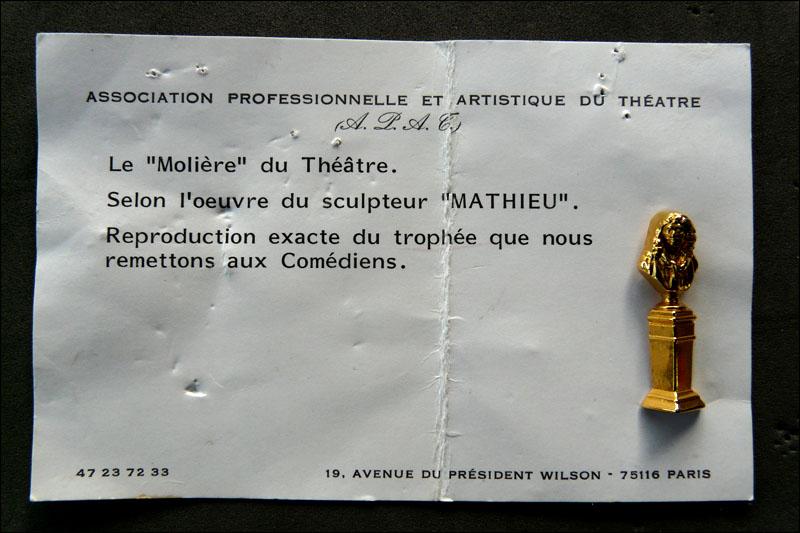 ASSOCIATION PROFESSIONNELLE ET ARTISTIQUE DU THÉATRE
(A. P. A. T.)
Le "Molière" du Théâtre.
Selon l'oeuvre du sculpteur "MATHIEU".
Reproduction exacte du trophée que nous
remettons aux Comédiens.
47 23 72 33
19, AVENUE DU PRÉSIDENT WILSON - 75116 PARIS